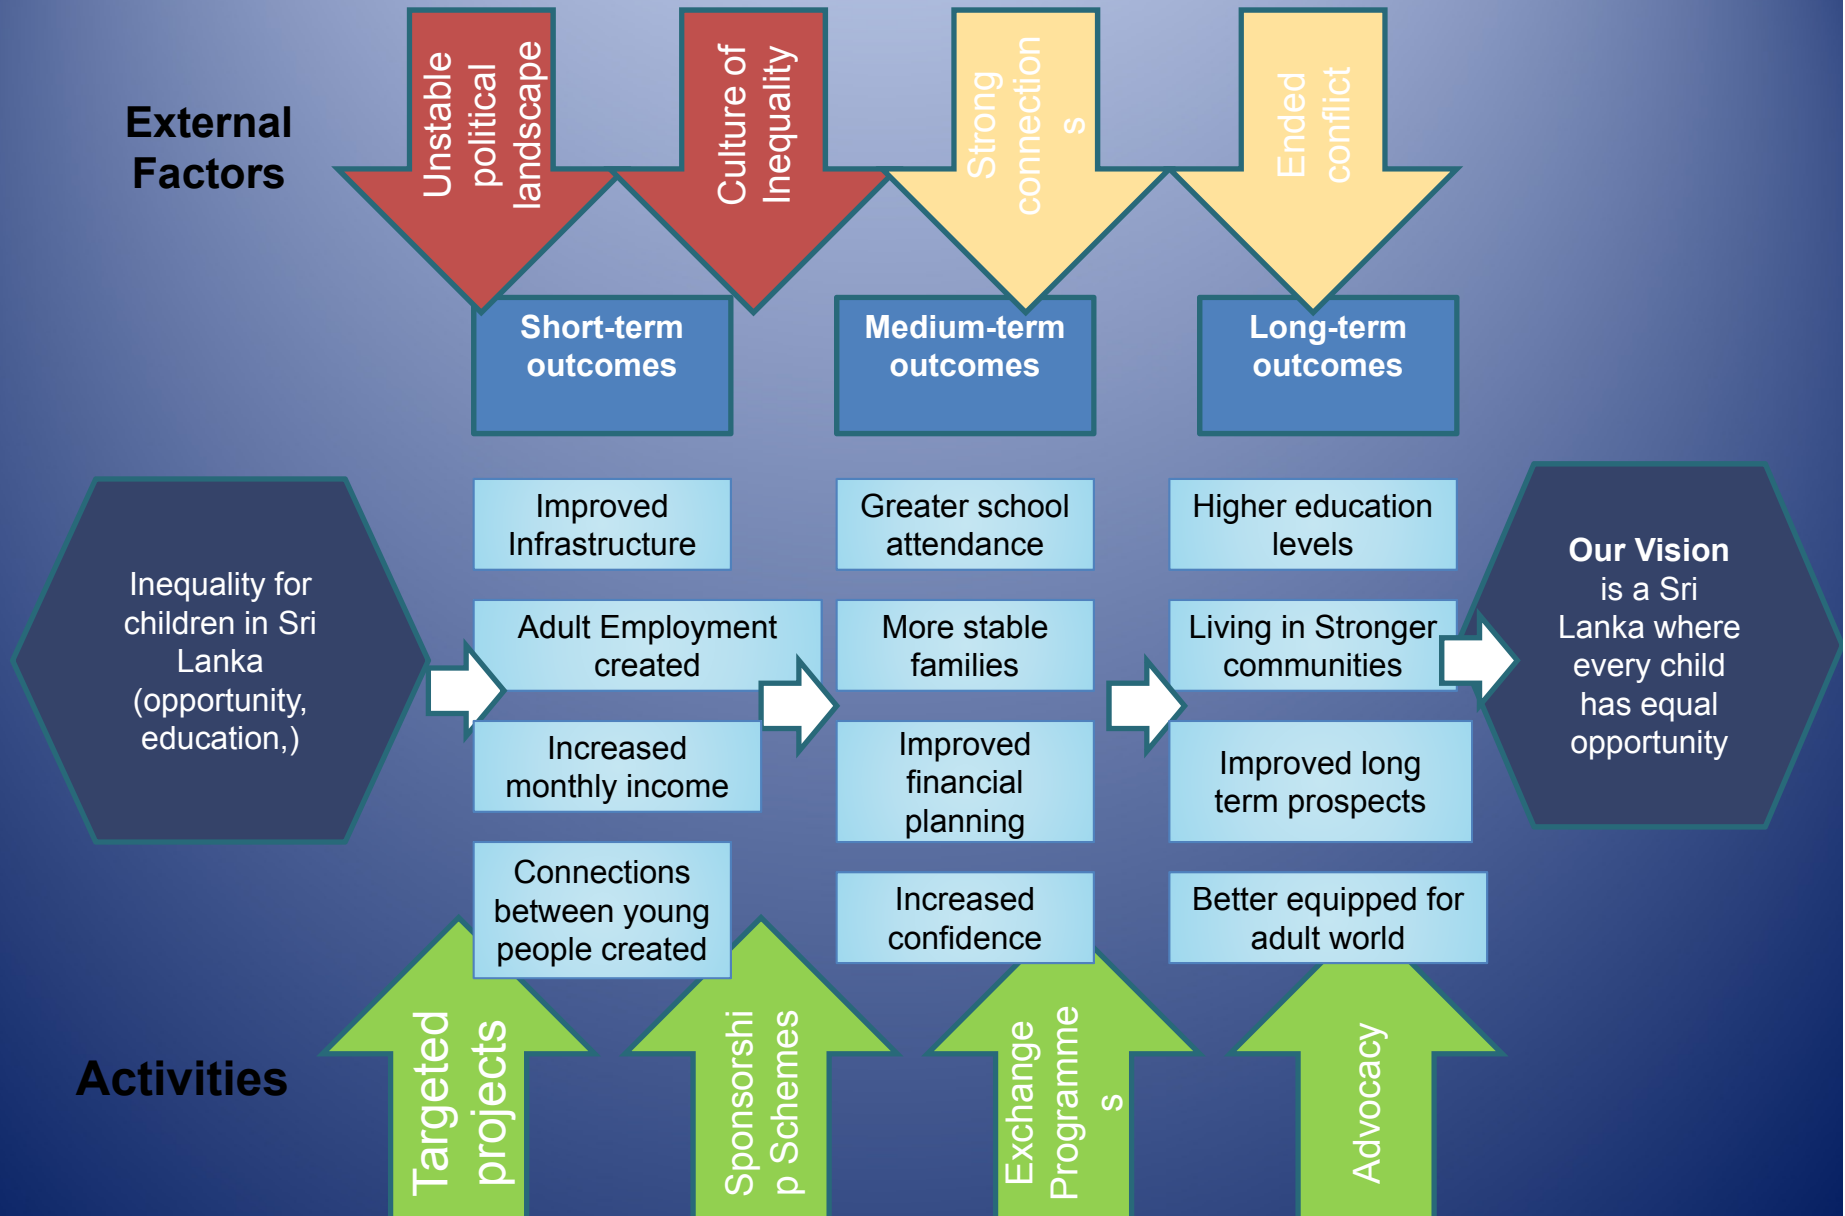 External
Factors
Unstable
political
landscape
Culture of
Inequality
Strong
connection
s
Ended
conflict
Short-term
outcomes
Medium-term
outcomes
Long-term
outcomes
Inequality for
children in Sri
Lanka
(opportunity,
education,)
Improved
Infrastructure
Adult Employment
created
Increased
monthly income
Connections
between young
people created
Greater school
attendance
More stable
families
Improved
financial
planning
Increased
confidence
Higher education
levels
Living in Stronger
communities
Improved long
term prospects
Better equipped for
adult world
Our Vision
is a Sri
Lanka where
every child
has equal
opportunity
Activities
Targeted
projects
Sponsorshi
p Schemes
Exchange
Programme
s
Advocacy